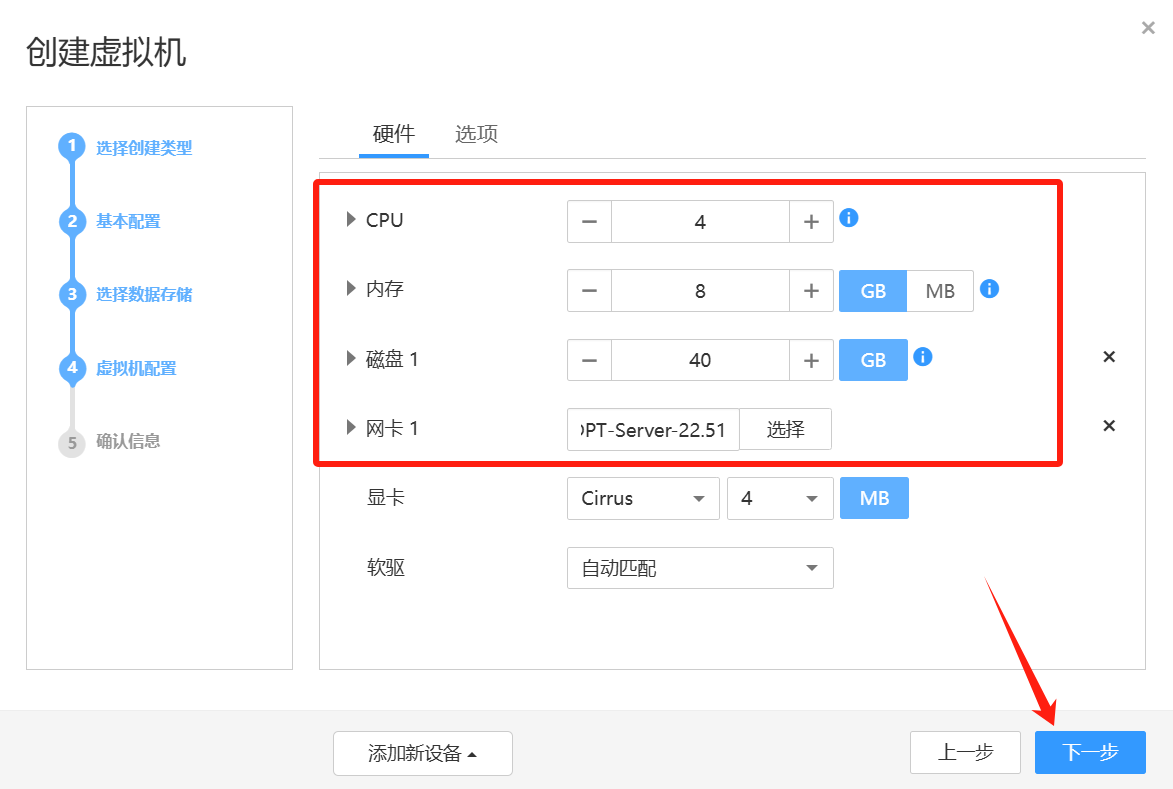 创建虚拟机
1 选择创建类型
2 基本配置
3 选择数据存储
4 虚拟机配置
5 确认信息
硬件 选项
CPU 4
内存 8 GB MB
磁盘 1 40 GB
网卡 1 PT-Server-22.51 选择
显卡 Cirrus 4 MB
软驱 自动匹配
添加新设备 上一步 下一步